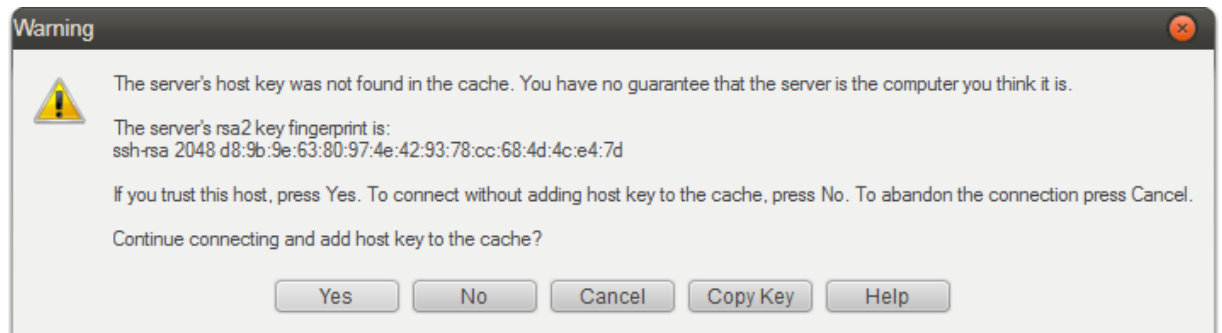 Warning
The server's host key was not found in the cache. You have no guarantee that the server is the computer you think it is.
The server's rsa2 key fingerprint is:
ssh-rsa 2048 d8:9b:9e:63:80:97:4e:42:93:78:cc:68:4d:4c:e4:7d
If you trust this host, press Yes. To connect without adding host key to the cache, press No. To abandon the connection press Cancel.
Continue connecting and add host key to the cache?
Yes No Cancel Copy Key Help